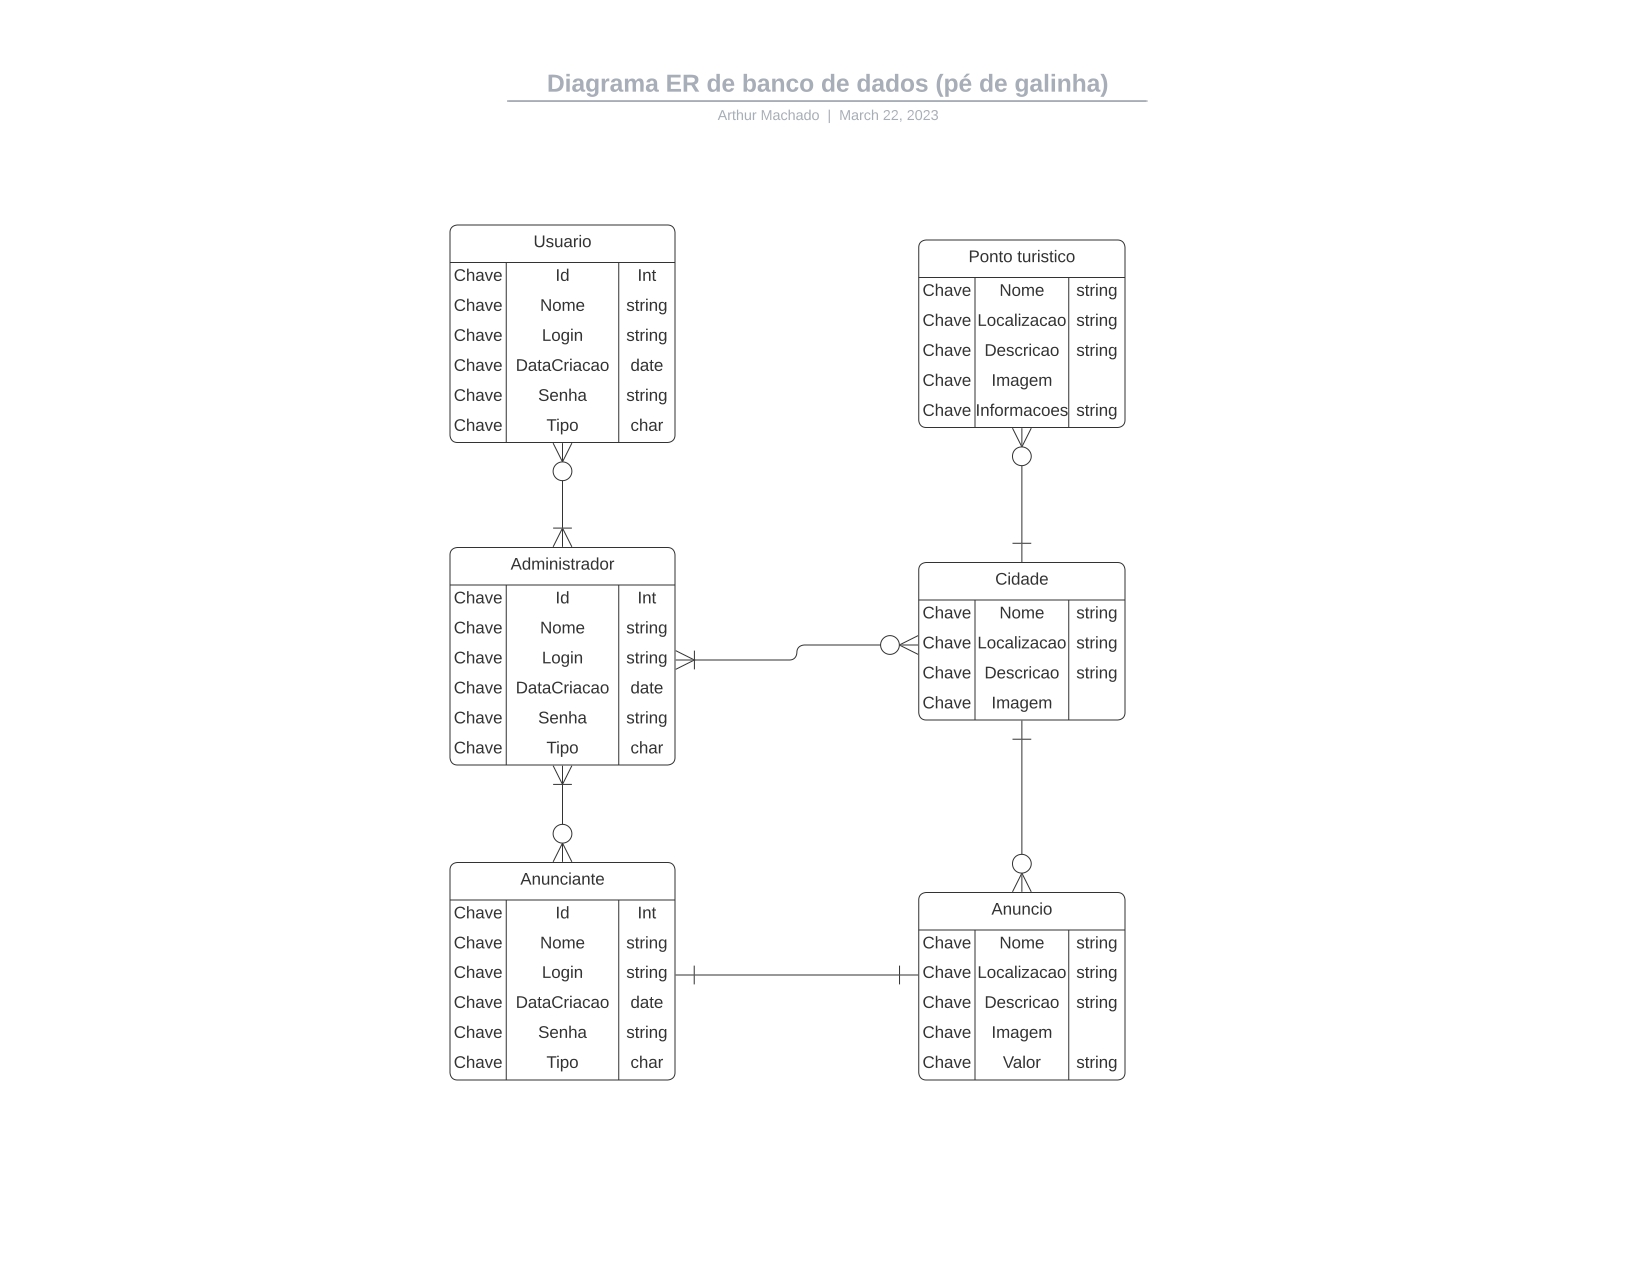 Diagrama ER de banco de dados (pé de galinha)
Arthur Machado | March 22, 2023
Usuario
Chave Id Int
Chave Nome string
Chave Login string
Chave DataCriacao date
Chave Senha string
Chave Tipo char
Ponto turistico
Chave Nome string
Chave Localizacao string
Chave Descricao string
Chave Imagem
Chave Informacoes string
Administrador
Chave Id Int
Chave Nome string
Chave Login string
Chave DataCriacao date
Chave Senha string
Chave Tipo char
Cidade
Chave Nome string
Chave Localizacao string
Chave Descricao string
Chave Imagem
Anunciante
Chave Id Int
Chave Nome string
Chave Login string
Chave DataCriacao date
Chave Senha string
Chave Tipo char
Anuncio
Chave Nome string
Chave Localizacao string
Chave Descricao string
Chave Imagem
Chave Valor string